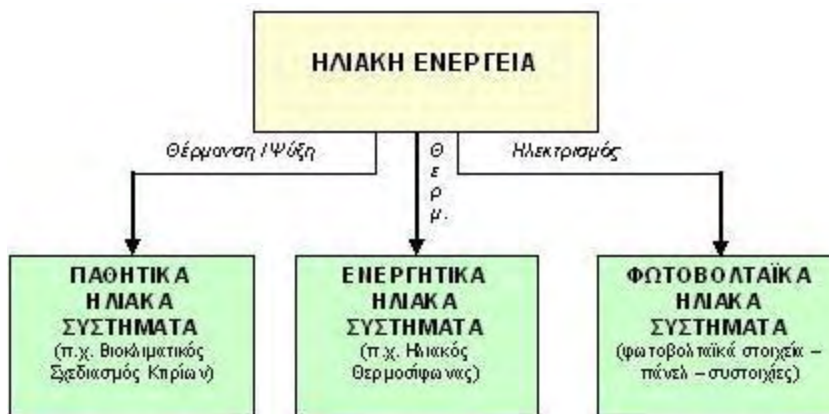 ΗΛΙΑΚΗ ΕΝΕΡΓΕΙΑ
Θέρμανση /Ψύξη
Θερμ.
Ηλεκτρισμός
ΠΑΘΗΤΙΚΑ
ΗΛΙΑΚΑ
ΣΥΣΤΗΜΑΤΑ
(π.χ. Βιοκλιματικός
Σχεδιασμός Κτιρίων)
ΕΝΕΡΓΗΤΙΚΑ
ΗΛΙΑΚΑ
ΣΥΣΤΗΜΑΤΑ
(π.χ. Ηλιακός
Θερμοσίφωνας)
ΦΩΤΟΒΟΛΤΑΪΚΑ
ΗΛΙΑΚΑ
ΣΥΣΤΗΜΑΤΑ
(φωτοβολταϊκά στοιχεία –
πάνελ – συστοιχίες)